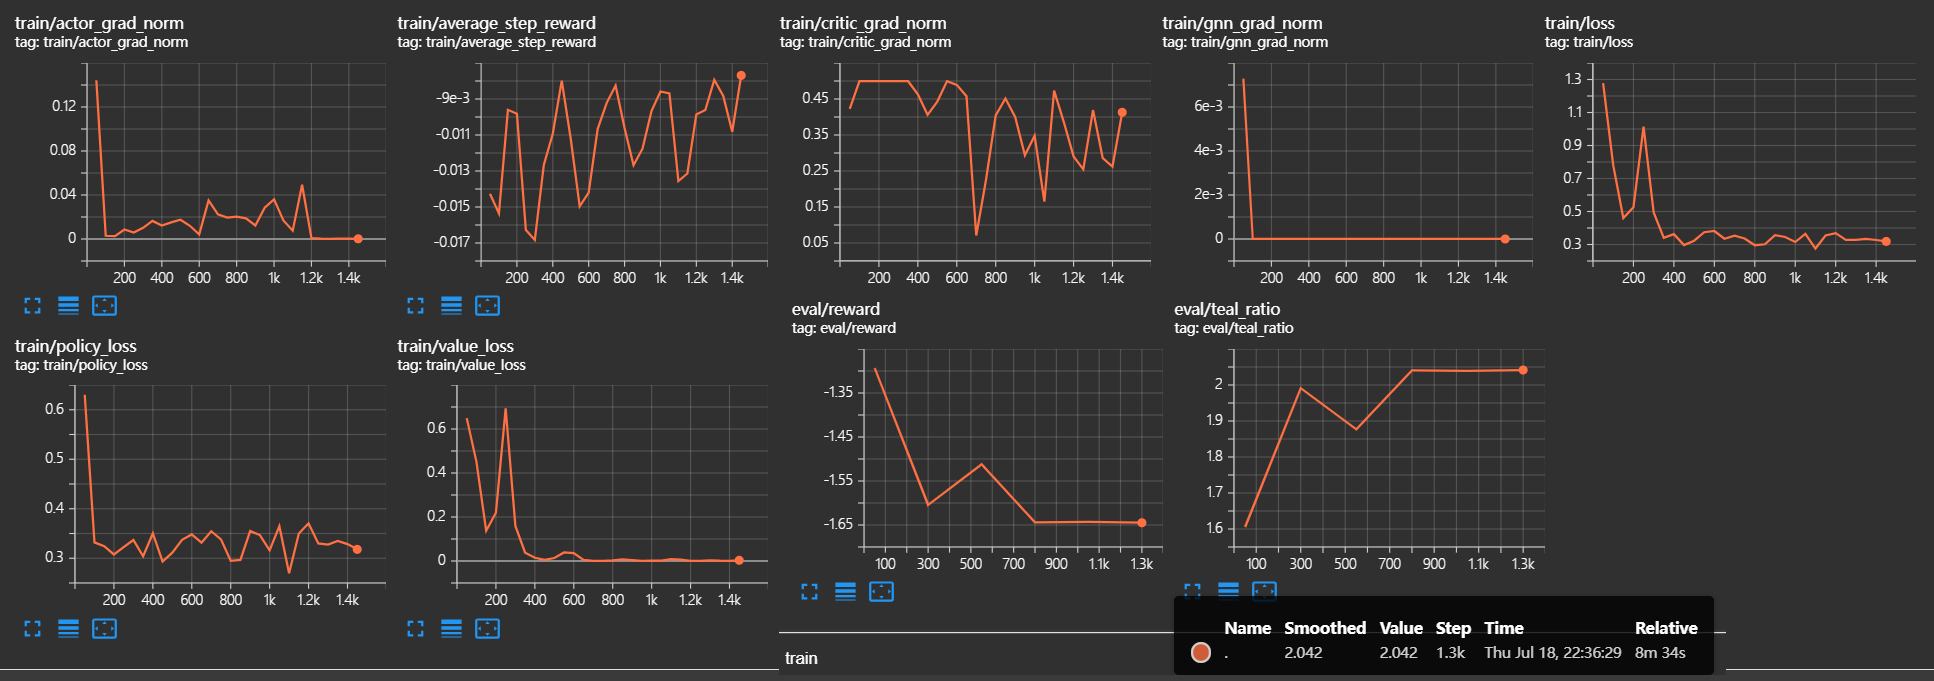 train/actor_grad_norm
tag: train/actor_grad_norm
0.12
0.08
0.04
0
200 400 600 800 1k 1.2k 1.4k
train/average_step_reward
tag: train/average_step_reward
-9e-3
-0.011
-0.013
-0.015
-0.017
200 400 600 800 1k 1.2k 1.4k
train/critic_grad_norm
tag: train/critic_grad_norm
0.45
0.35
0.25
0.15
0.05
200 400 600 800 1k 1.2k 1.4k
train/gnn_grad_norm
tag: train/gnn_grad_norm
6e-3
4e-3
2e-3
0
200 400 600 800 1k 1.2k 1.4k
train/loss
tag: train/loss
1.3
1.1
0.9
0.7
0.5
0.3
200 400 600 800 1k 1.2k 1.4k
train/policy_loss
tag: train/policy_loss
0.6
0.5
0.4
0.3
200 400 600 800 1k 1.2k 1.4k
train/value_loss
tag: train/value_loss
0.6
0.4
0.2
0
200 400 600 800 1k 1.2k 1.4k
eval/reward
tag: eval/reward
-1.35
-1.45
-1.55
-1.65
100 300 500 700 900 1.1k 1.3k
eval/teal_ratio
tag: eval/teal_ratio
2
1.9
1.8
1.7
1.6
100 300 500 700 900 1.1k 1.3k
Name Smoothed Value Step Time Relative
. 2.042 2.042 1.3k Thu Jul 18, 22:36:29 8m 34s
train